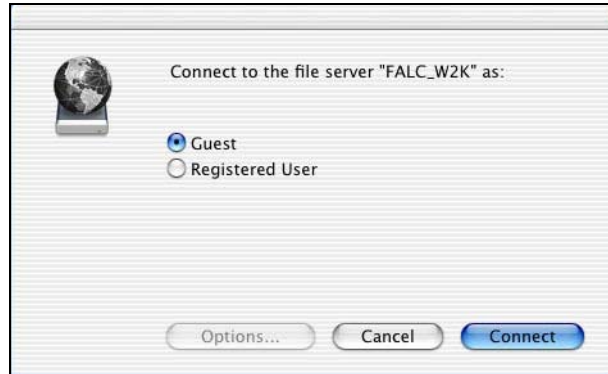 Connect to the file server "FALC_W2K" as:
Guest
Registered User
Options... Cancel Connect